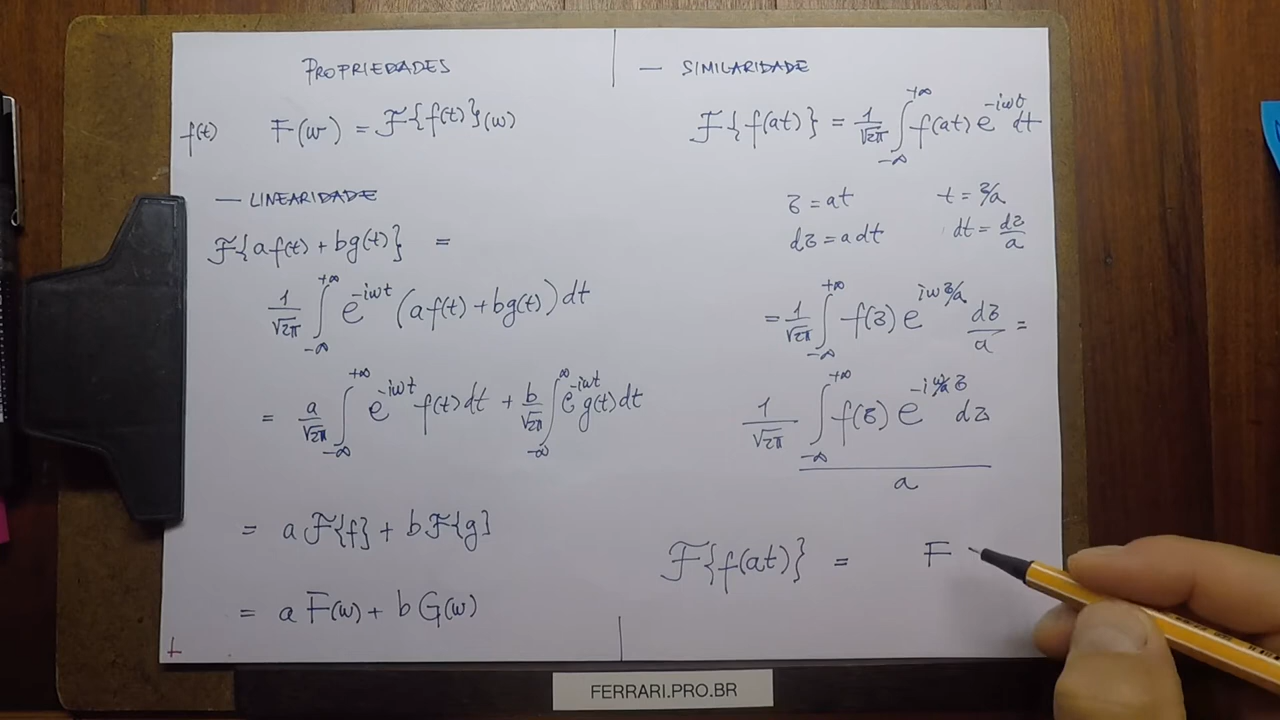 PROPRIEDADES
f(t) F(w) = F{f(t)}(w)
— LINEARIDADE
F{af(t) + bg(t)} =
1/√2π ∫_{-∞}^{+∞} e^{-iwt} (af(t) + bg(t)) dt
= a/√2π ∫_{-∞}^{+∞} e^{-iwt} f(t) dt + b/√2π ∫_{-∞}^{∞} e^{-iwt} g(t) dt
= a F{f} + b F{g}
= a F(w) + b G(w)
— SIMILARIDADE
F{f(at)} = 1/√2π ∫_{-∞}^{+∞} f(at) e^{-iwt} dt
z = at t = z/a
dz = a dt dt = dz/a
= 1/√2π ∫_{-∞}^{+∞} f(z) e^{iwz/a} dz/a =
1/√2π ∫_{-∞}^{+∞} f(z) e^{-i w/a z} dz
a
F{f(at)} = F
FERRARI.PRO.BR